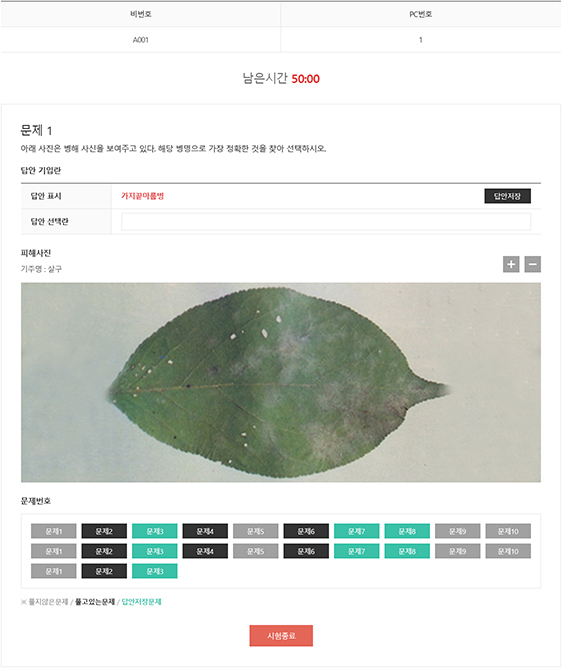 비번호 PC번호
A001 1
남은시간 50:00
문제 1
아래 사진은 병해 사신을 보여주고 있다. 해당 병명으로 가장 정확한 것을 찾아 선택하시오.
답안 기입란
답안 표시 가지끝마름병 답안저장
답안 선택란
피해사진
기주명 : 살구
문제번호
문제1 문제2 문제3 문제4 문제5 문제6 문제7 문제8 문제9 문제10
문제1 문제2 문제3 문제4 문제5 문제6 문제7 문제8 문제9 문제10
문제1 문제2 문제3
※ 풀지않은문제 / 풀고있는문제 / 답안저장문제
시험종료